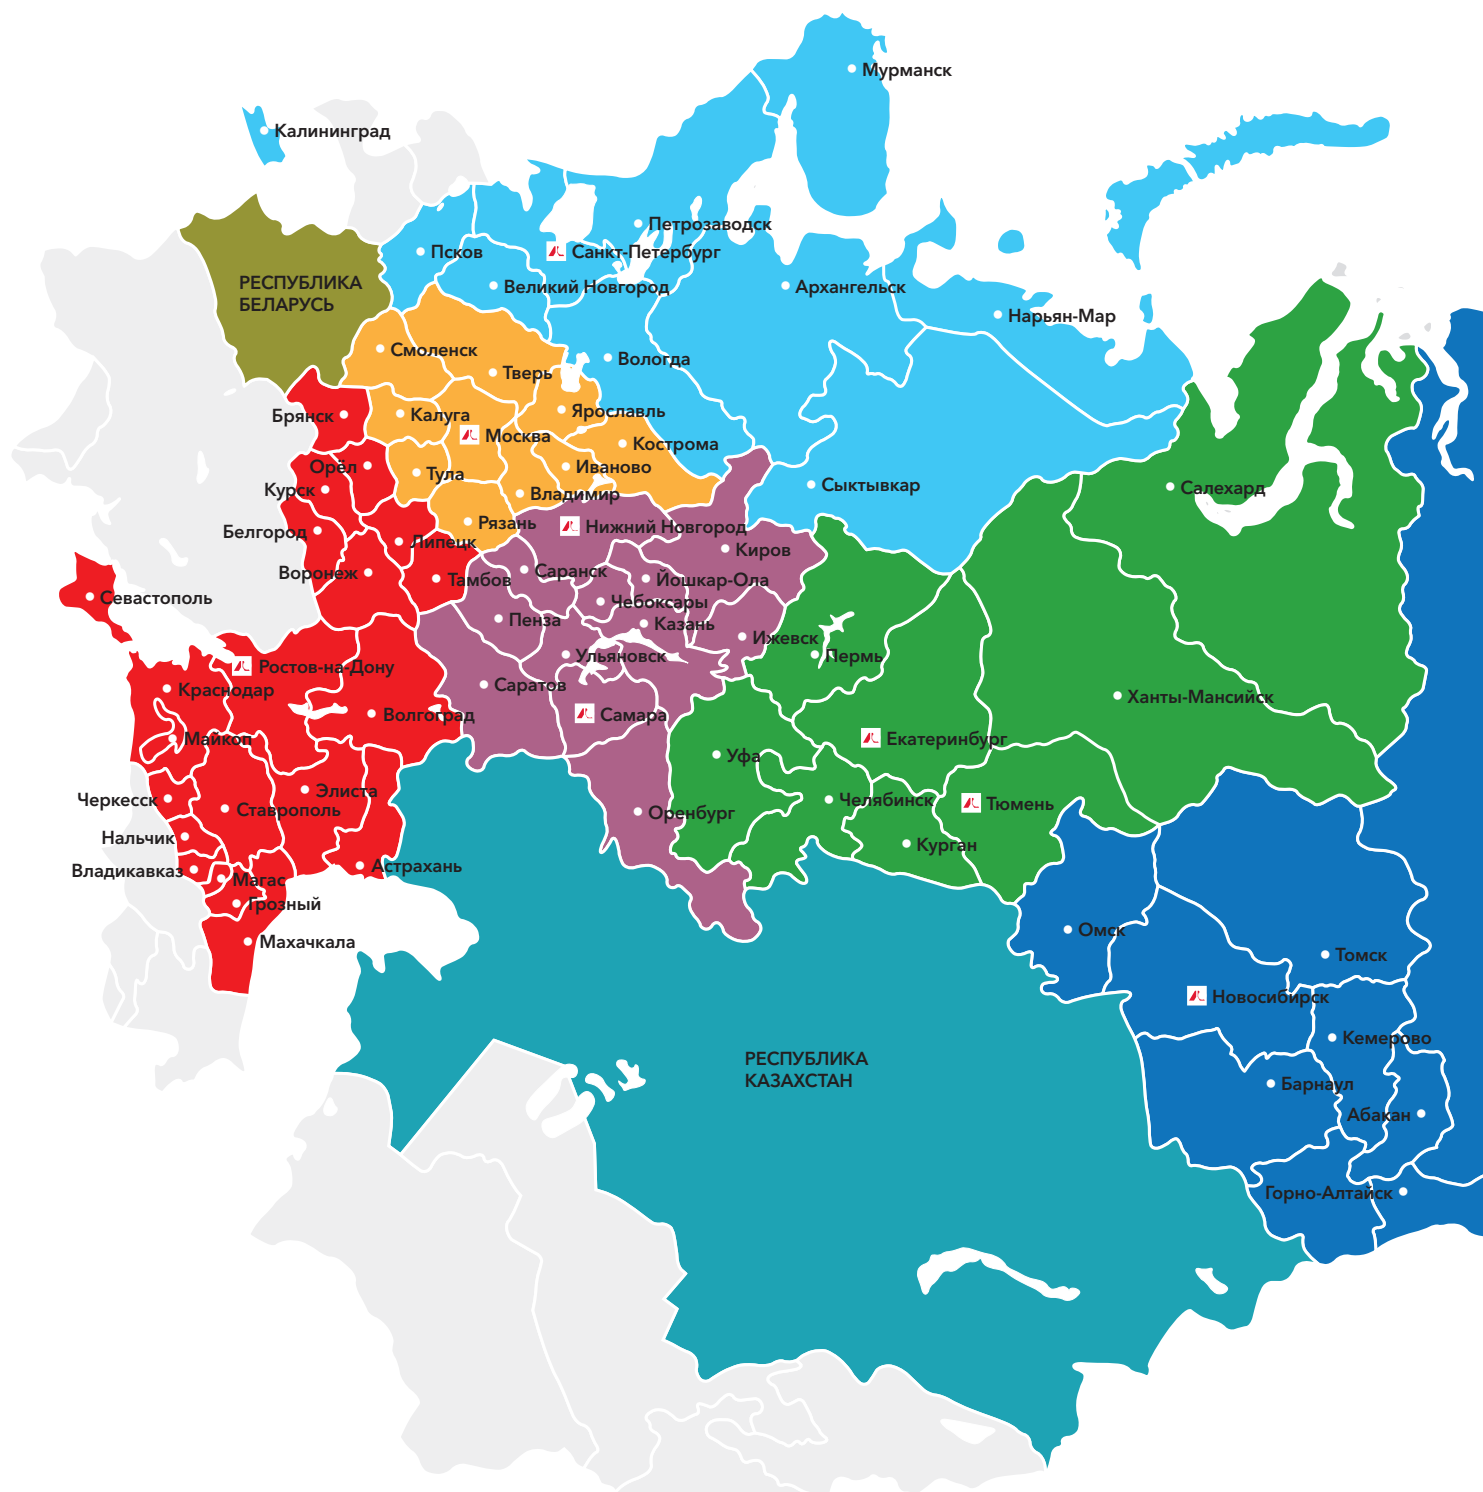 Мурманск
Калининград
Петрозаводск
Псков
Санкт-Петербург
РЕСПУБЛИКА
БЕЛАРУСЬ
Великий Новгород
Архангельск
Нарьян-Мар
Смоленск
Вологда
Тверь
Брянск
Калуга
Ярославль
Москва
Кострома
Орёл
Тула
Иваново
Курск
Владимир
Сыктывкар
Салехард
Белгород
Рязань
Нижний Новгород
Липецк
Киров
Воронеж
Тамбов
Саранск
Йошкар-Ола
Севастополь
Чебоксары
Пенза
Казань
Ижевск
Ростов-на-Дону
Ульяновск
Пермь
Краснодар
Саратов
Ханты-Мансийск
Волгоград
Самара
Майкоп
Екатеринбург
Уфа
Черкесск
Элиста
Челябинск
Тюмень
Ставрополь
Оренбург
Нальчик
Курган
Владикавказ
Астрахань
Магас
Грозный
Омск
Махачкала
Томск
Новосибирск
Кемерово
РЕСПУБЛИКА
КАЗАХСТАН
Барнаул
Абакан
Горно-Алтайск